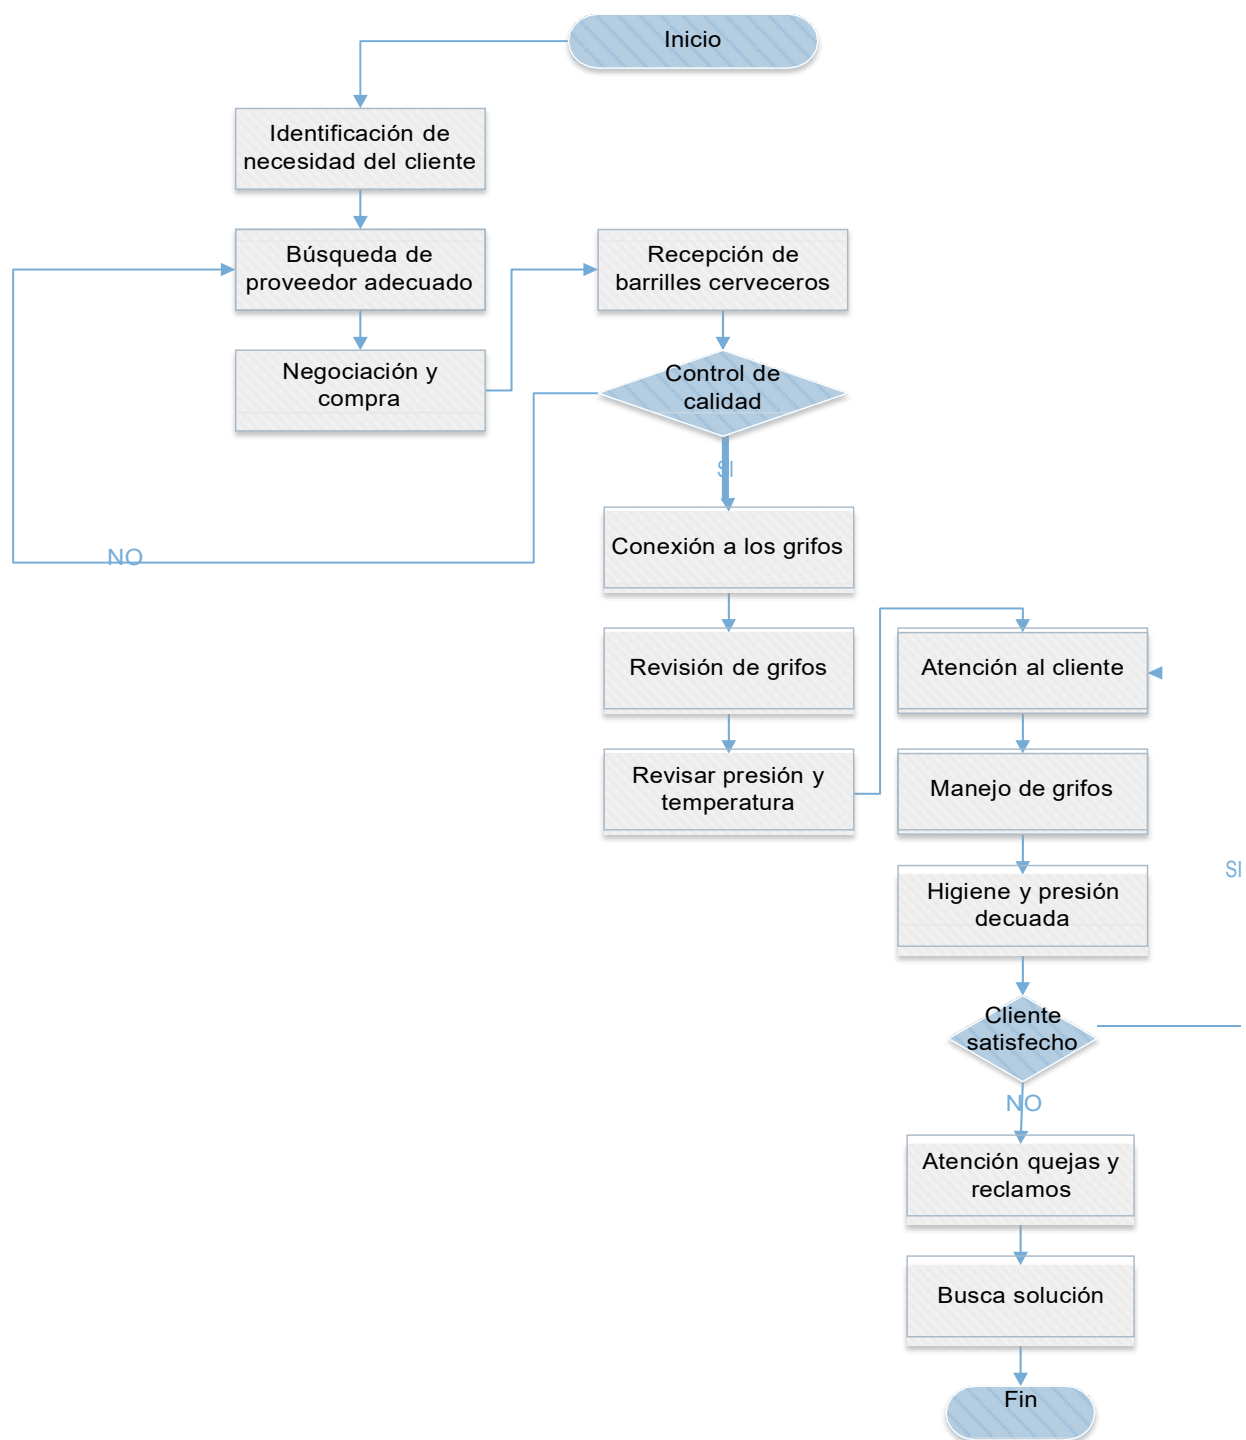 Inicio
Identificación de
necesidad del cliente
Búsqueda de
proveedor adecuado
Negociación y
compra
Recepción de
barrilles cerveceros
Control de
calidad
SI
NO
Conexión a los grifos
Revisión de grifos
Revisar presión y
temperatura
Atención al cliente
Manejo de grifos
Higiene y presión
decuada
SI
Cliente
satisfecho
NO
Atención quejas y
reclamos
Busca solución
Fin